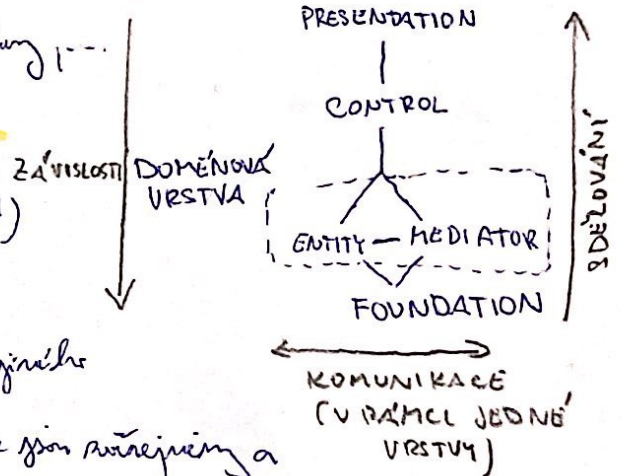 PRESENTATION
CONTROL
ZÁVISLOSTI
DOMÉNOVÁ
VRSTVA
ENTITY — MEDIATOR
FOUNDATION
SDĚLOVÁNÍ
KOMUNIKACE
(V RÁMCI JEDNÉ
VRSTVY)
a